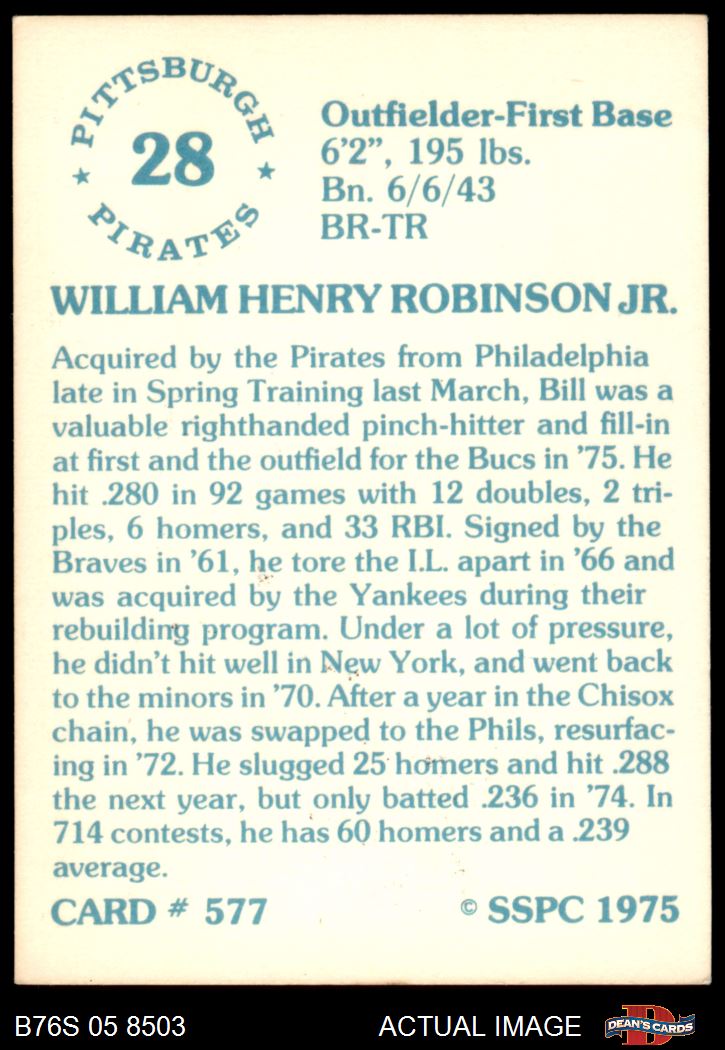 PITTSBURGH
28
PIRATES
Outfielder-First Base
6'2", 195 lbs.
Bn. 6/6/43
BR-TR
WILLIAM HENRY ROBINSON JR.
Acquired by the Pirates from Philadelphia
late in Spring Training last March, Bill was a
valuable righthanded pinch-hitter and fill-in
at first and the outfield for the Bucs in '75. He
hit .280 in 92 games with 12 doubles, 2 tri-
ples, 6 homers, and 33 RBI. Signed by the
Braves in '61, he tore the I.L. apart in '66 and
was acquired by the Yankees during their
rebuilding program. Under a lot of pressure,
he didn't hit well in New York, and went back
to the minors in '70. After a year in the Chisox
chain, he was swapped to the Phils, resurfac-
ing in '72. He slugged 25 homers and hit .288
the next year, but only batted .236 in '74. In
714 contests, he has 60 homers and a .239
average.
CARD # 577
© SSPC 1975
B76S 05 8503
ACTUAL IMAGE
D
DEAN'S CARDS